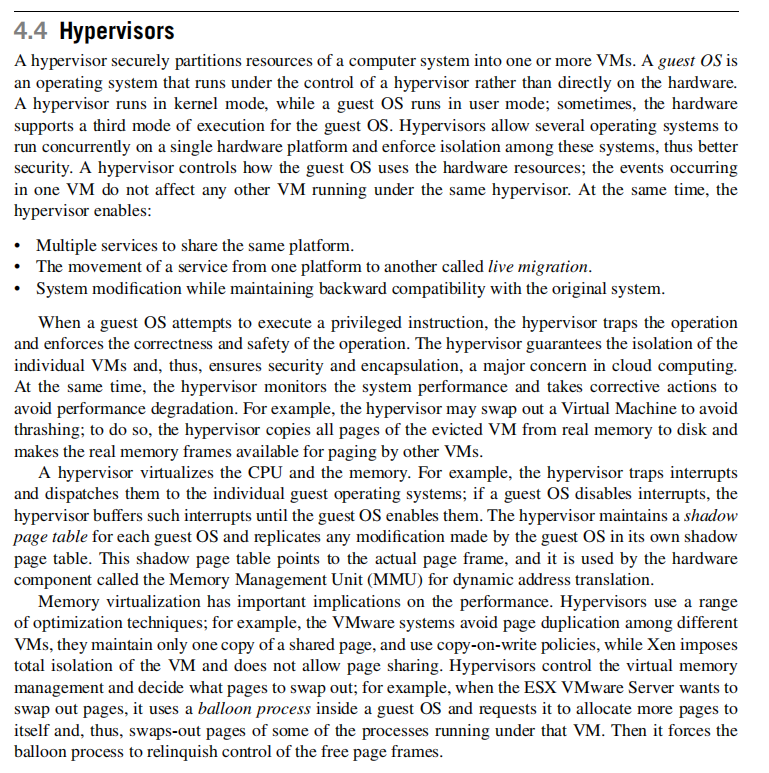 4.4 Hypervisors
A hypervisor securely partitions resources of a computer system into one or more VMs. A guest OS is
an operating system that runs under the control of a hypervisor rather than directly on the hardware.
A hypervisor runs in kernel mode, while a guest OS runs in user mode; sometimes, the hardware
supports a third mode of execution for the guest OS. Hypervisors allow several operating systems to
run concurrently on a single hardware platform and enforce isolation among these systems, thus better
security. A hypervisor controls how the guest OS uses the hardware resources; the events occurring
in one VM do not affect any other VM running under the same hypervisor. At the same time, the
hypervisor enables:
• Multiple services to share the same platform.
• The movement of a service from one platform to another called live migration.
• System modification while maintaining backward compatibility with the original system.
When a guest OS attempts to execute a privileged instruction, the hypervisor traps the operation
and enforces the correctness and safety of the operation. The hypervisor guarantees the isolation of the
individual VMs and, thus, ensures security and encapsulation, a major concern in cloud computing.
At the same time, the hypervisor monitors the system performance and takes corrective actions to
avoid performance degradation. For example, the hypervisor may swap out a Virtual Machine to avoid
thrashing; to do so, the hypervisor copies all pages of the evicted VM from real memory to disk and
makes the real memory frames available for paging by other VMs.
A hypervisor virtualizes the CPU and the memory. For example, the hypervisor traps interrupts
and dispatches them to the individual guest operating systems; if a guest OS disables interrupts, the
hypervisor buffers such interrupts until the guest OS enables them. The hypervisor maintains a shadow
page table for each guest OS and replicates any modification made by the guest OS in its own shadow
page table. This shadow page table points to the actual page frame, and it is used by the hardware
component called the Memory Management Unit (MMU) for dynamic address translation.
Memory virtualization has important implications on the performance. Hypervisors use a range
of optimization techniques; for example, the VMware systems avoid page duplication among different
VMs, they maintain only one copy of a shared page, and use copy-on-write policies, while Xen imposes
total isolation of the VM and does not allow page sharing. Hypervisors control the virtual memory
management and decide what pages to swap out; for example, when the ESX VMware Server wants to
swap out pages, it uses a balloon process inside a guest OS and requests it to allocate more pages to
itself and, thus, swaps-out pages of some of the processes running under that VM. Then it forces the
balloon process to relinquish control of the free page frames.